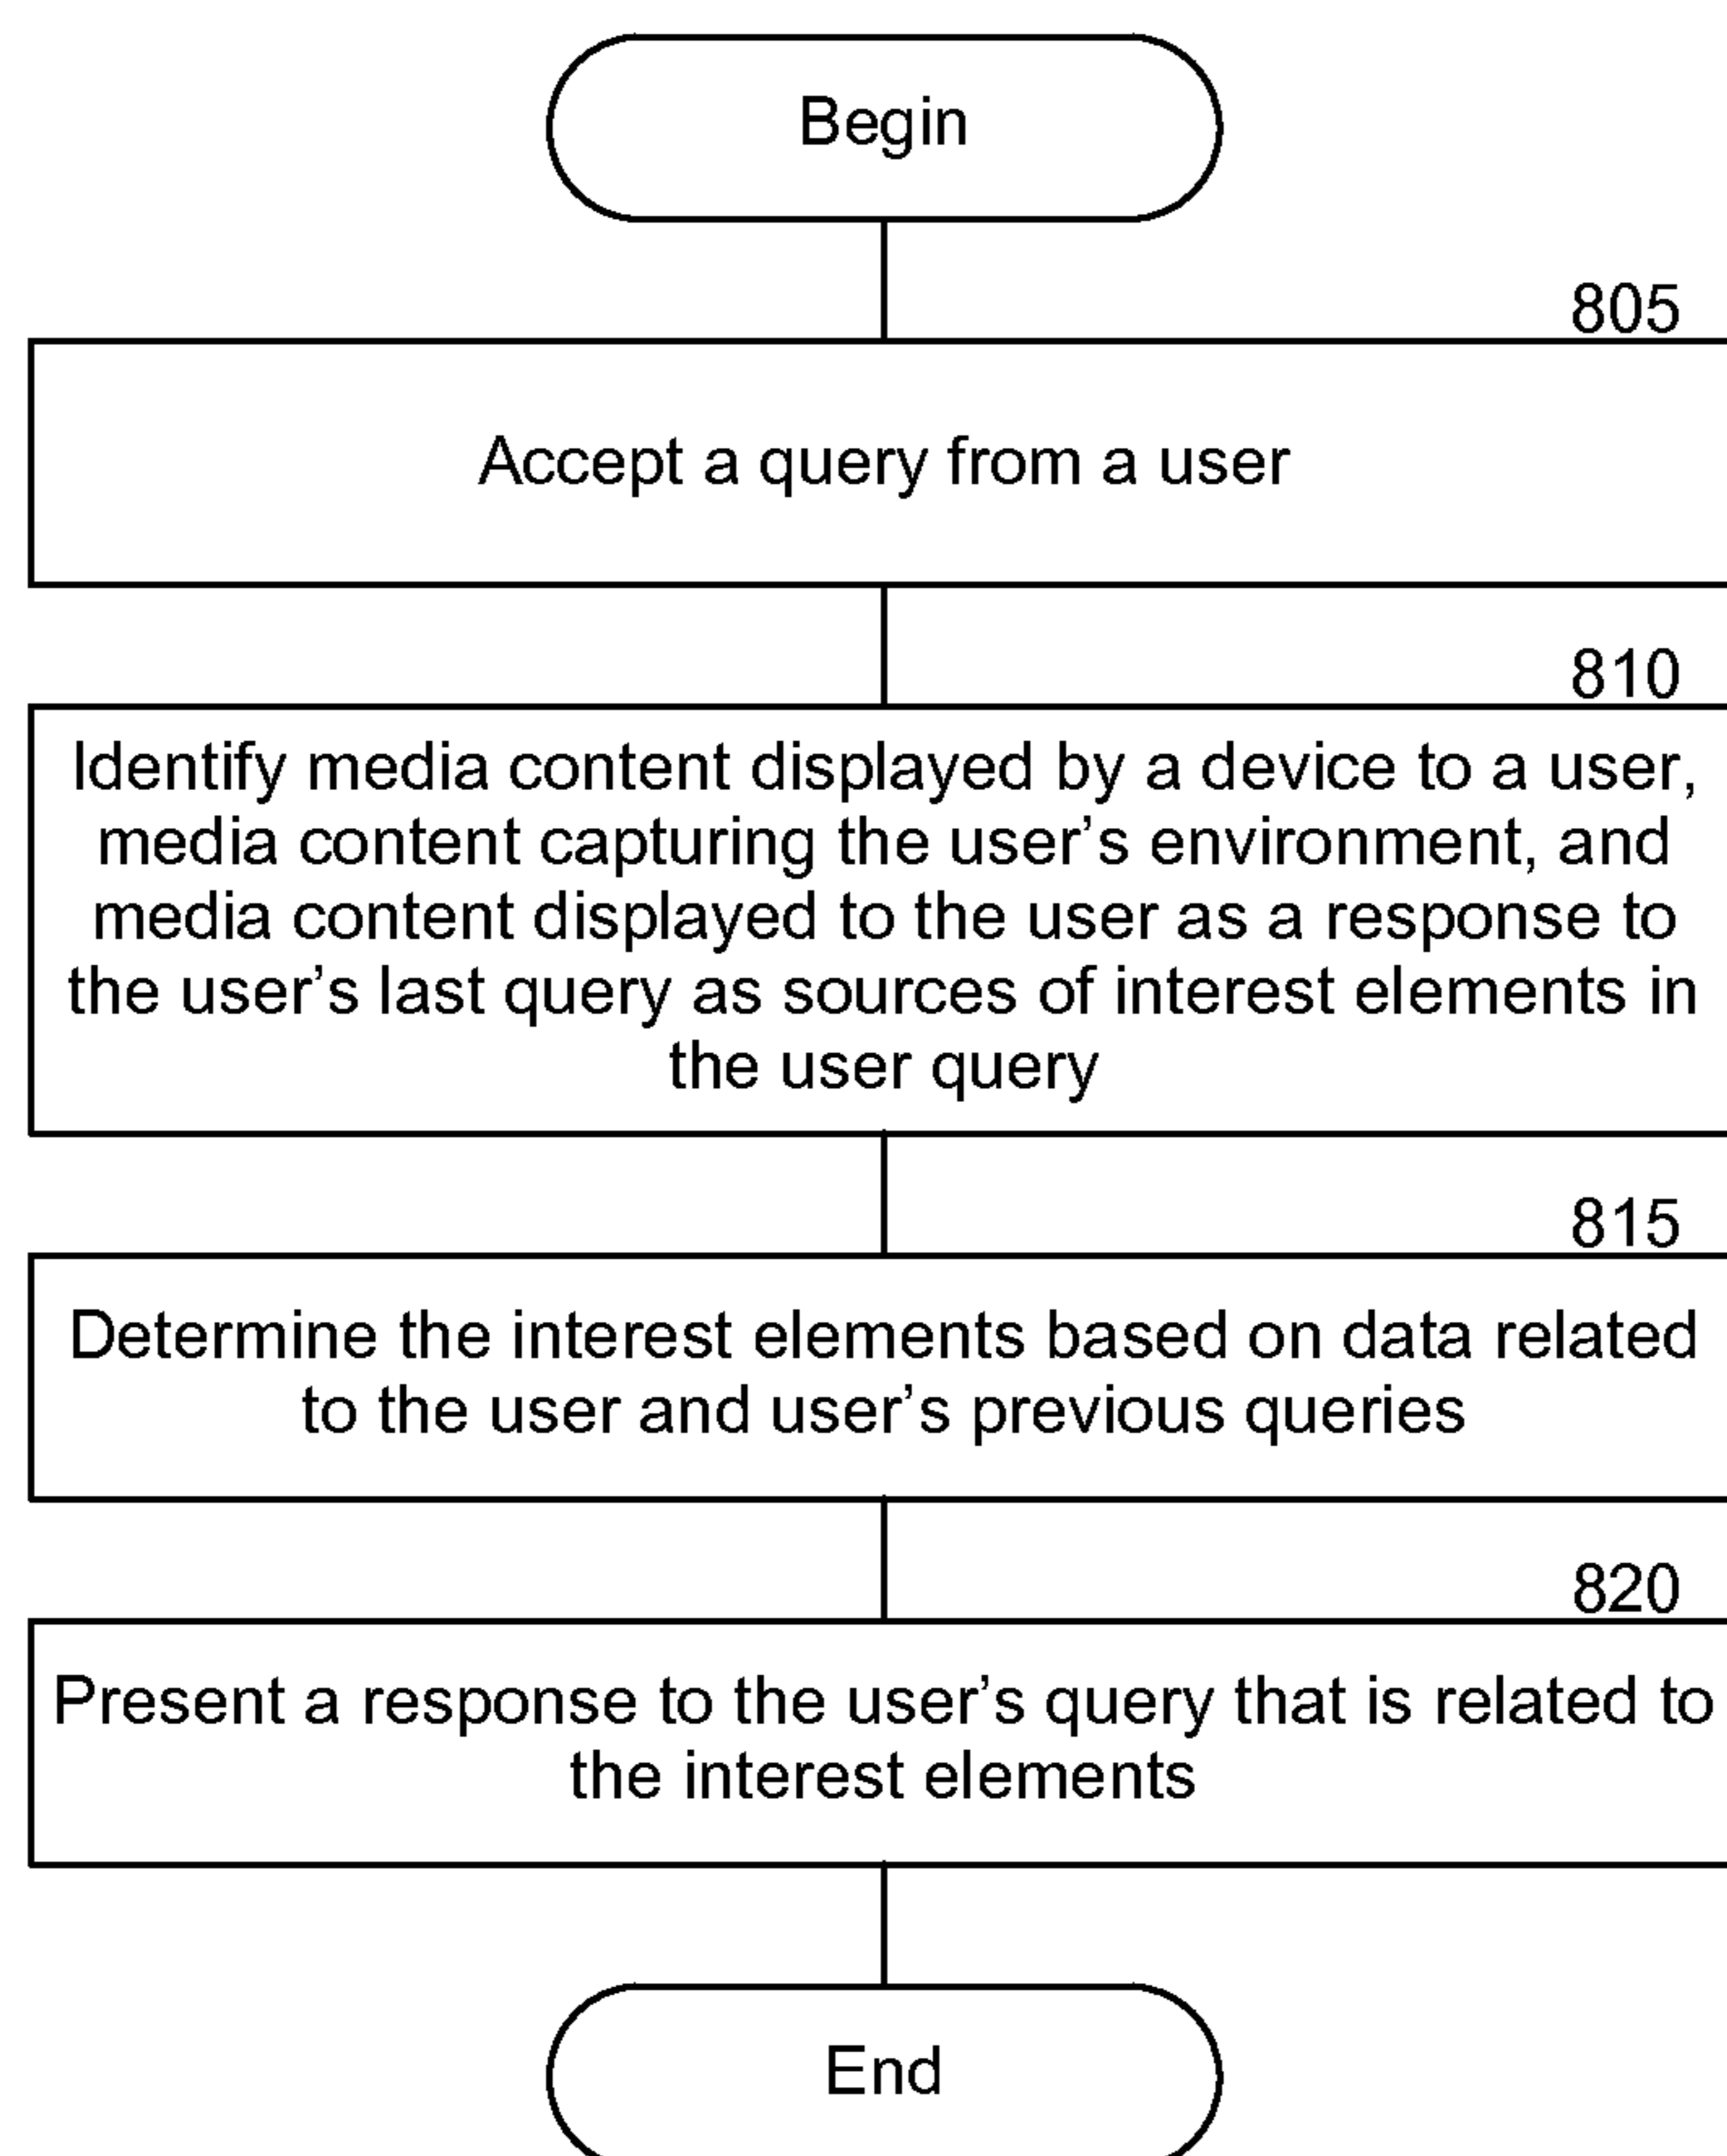 Begin
805
Accept a query from a user
810
Identify media content displayed by a device to a user,
media content capturing the user’s environment, and
media content displayed to the user as a response to
the user’s last query as sources of interest elements in
the user query
815
Determine the interest elements based on data related
to the user and user’s previous queries
820
Present a response to the user’s query that is related to
the interest elements
End